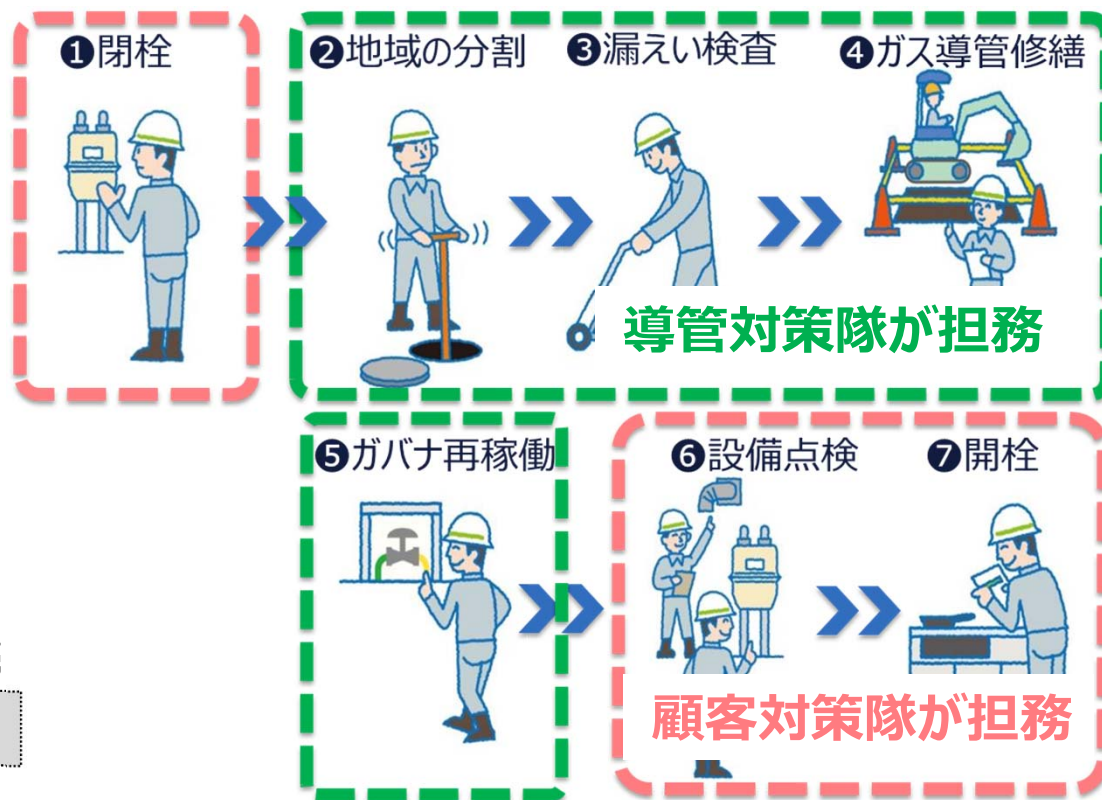 ❶閉栓
❷地域の分割
❸漏えい検査
❹ガス導管修繕
導管対策隊が担務
❺ガバナ再稼働
❻設備点検
❼開栓
顧客対策隊が担務